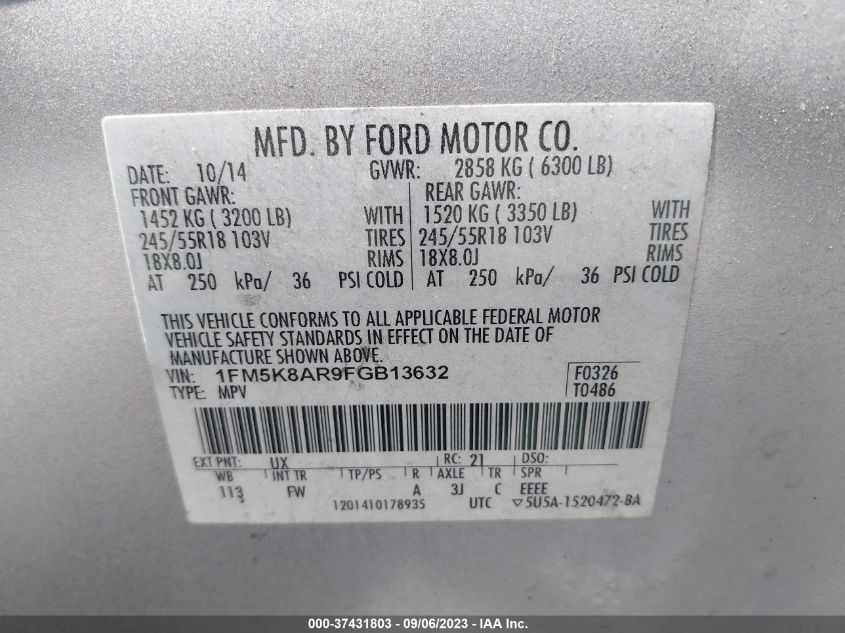 MFD. BY FORD MOTOR CO.
DATE: 10/14 GVWR: 2858 KG ( 6300 LB)
FRONT GAWR: REAR GAWR:
1452 KG ( 3200 LB) WITH 1520 KG ( 3350 LB) WITH
245/55R18 103V TIRES 245/55R18 103V TIRES
18X8.0J RIMS 18X8.0J RIMS
AT 250 kPa/ 36 PSI COLD AT 250 kPa/ 36 PSI COLD
THIS VEHICLE CONFORMS TO ALL APPLICABLE FEDERAL MOTOR
VEHICLE SAFETY STANDARDS IN EFFECT ON THE DATE OF
MANUFACTURE SHOWN ABOVE.
VIN: 1FM5K8AR9FGB13632 F0326
TYPE: MPV T0486
EXT PNT: UX RC: 21 DSO:
WB INT TR TP/PS R AXLE TR SPR
113 FW A 3J C EEEE
1201410178935 UTC ▽5U5A-1520472-BA
000-37431803 - 09/06/2023 - IAA Inc.